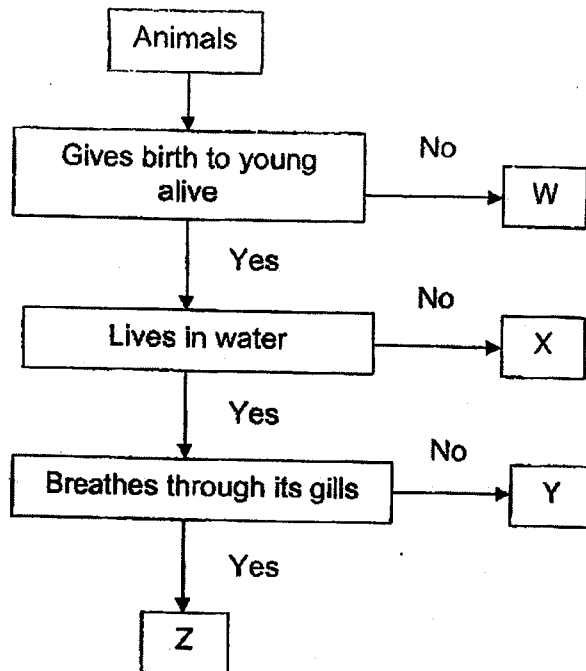 Animals
Gives birth to young
alive
No
W
Yes
Lives in water
No
X
Yes
Breathes through its gills
No
Y
Yes
Z